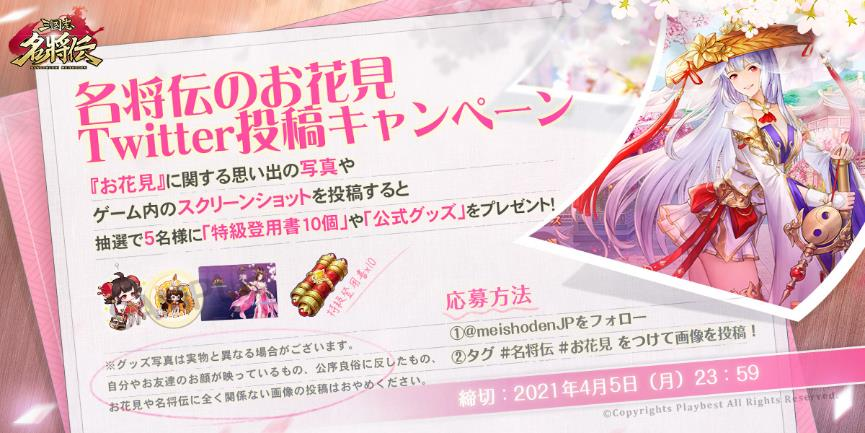 三国志
名将伝
名将伝のお花見
Twitter投稿キャンペーン
『お花見』に関する思い出の写真や
ゲーム内のスクリーンショットを投稿すると
抽選で5名様に「特級登用書10個」や「公式グッズ」をプレゼント!
特級登用書×10
応募方法
①@meishodenJPをフォロー
②タグ #名将伝 #お花見 をつけて画像を投稿!
※グッズ写真は実物と異なる場合がございます。
自分やお友達のお顔が映っているもの、公序良俗に反したもの、
お花見や名将伝に全く関係ない画像の投稿はおやめください。
締切:2021年4月5日(月)23:59
©Copyrights Playbest All Rights Reserved.